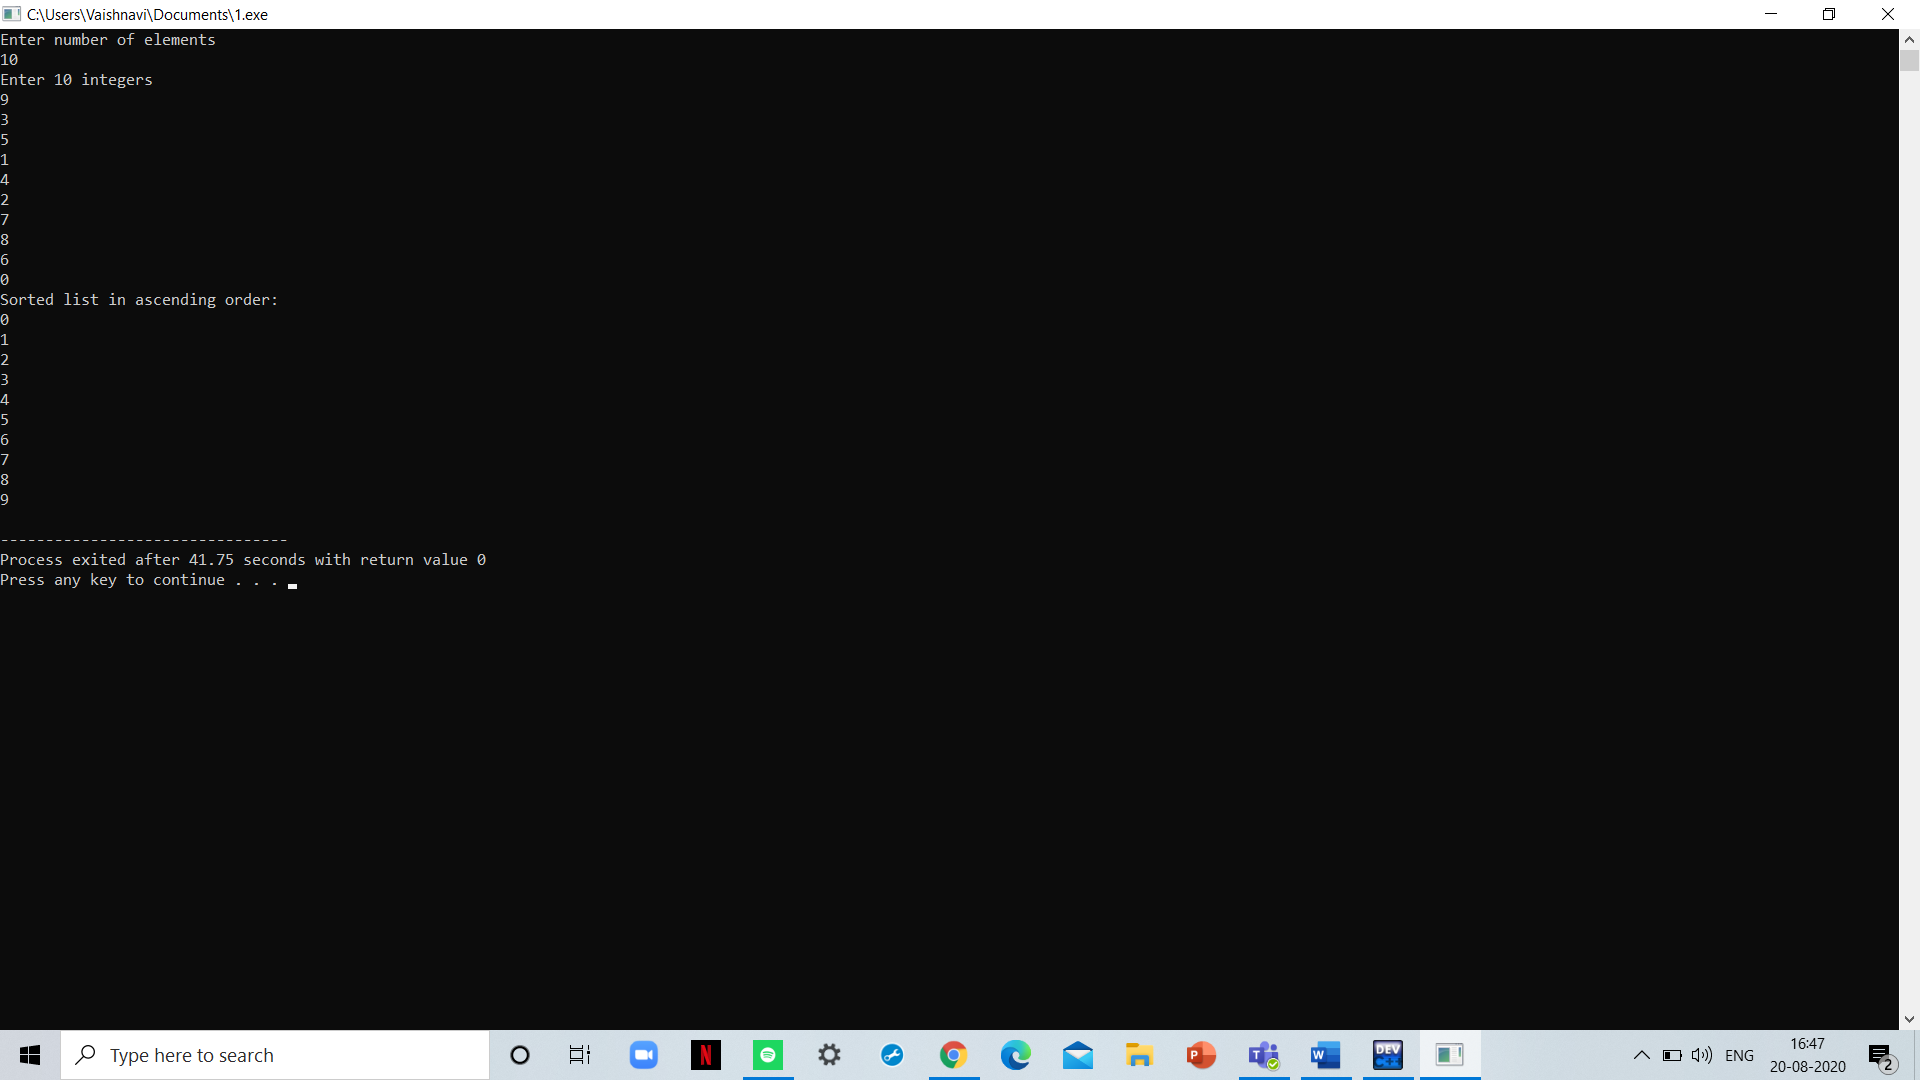 C:\Users\Vaishnavi\Documents\1.exe
Enter number of elements
10
Enter 10 integers
9
3
5
1
4
2
7
8
6
0
Sorted list in ascending order:
0
1
2
3
4
5
6
7
8
9
--------------------------------
Process exited after 41.75 seconds with return value 0
Press any key to continue . . .
Type here to search
N
P
T
W
DEV
C++
ENG
16:47
20-08-2020
2